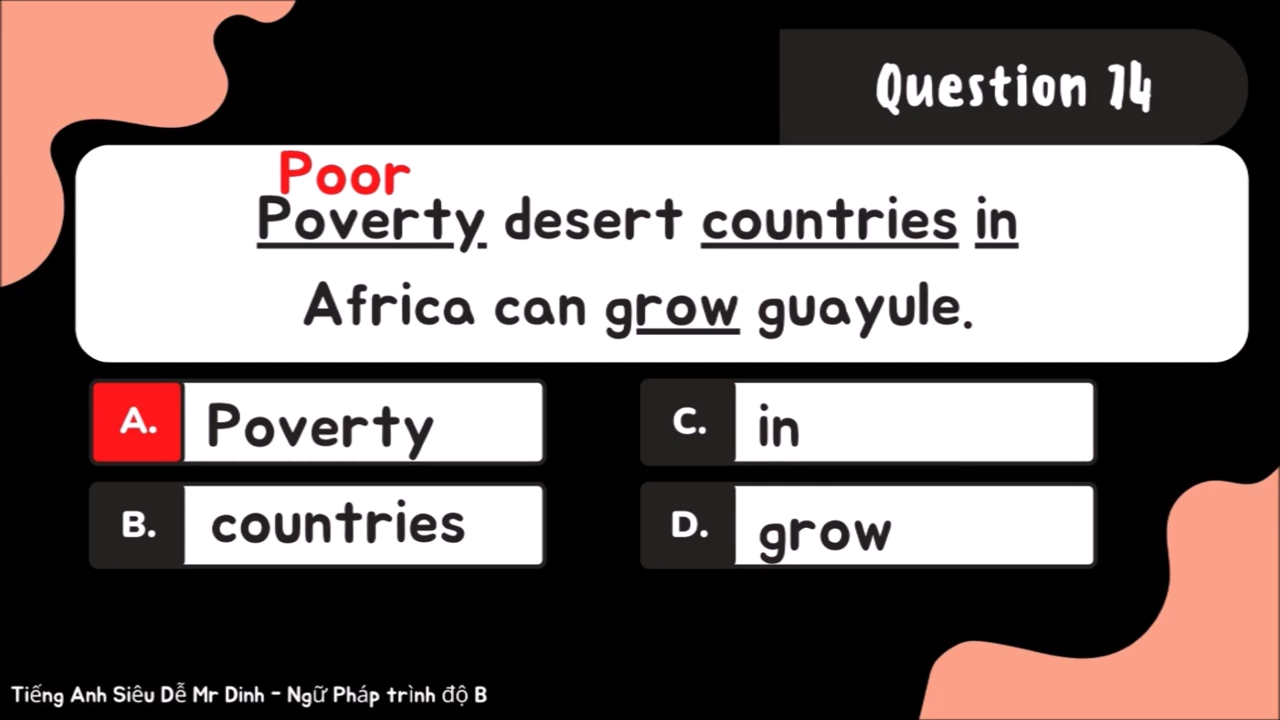 Question 14
Poor
Poverty desert countries in
Africa can grow guayule.
A. Poverty
C. in
B. countries
D. grow
Tiếng Anh Siêu Dễ Mr Dinh - Ngữ Pháp trình độ B